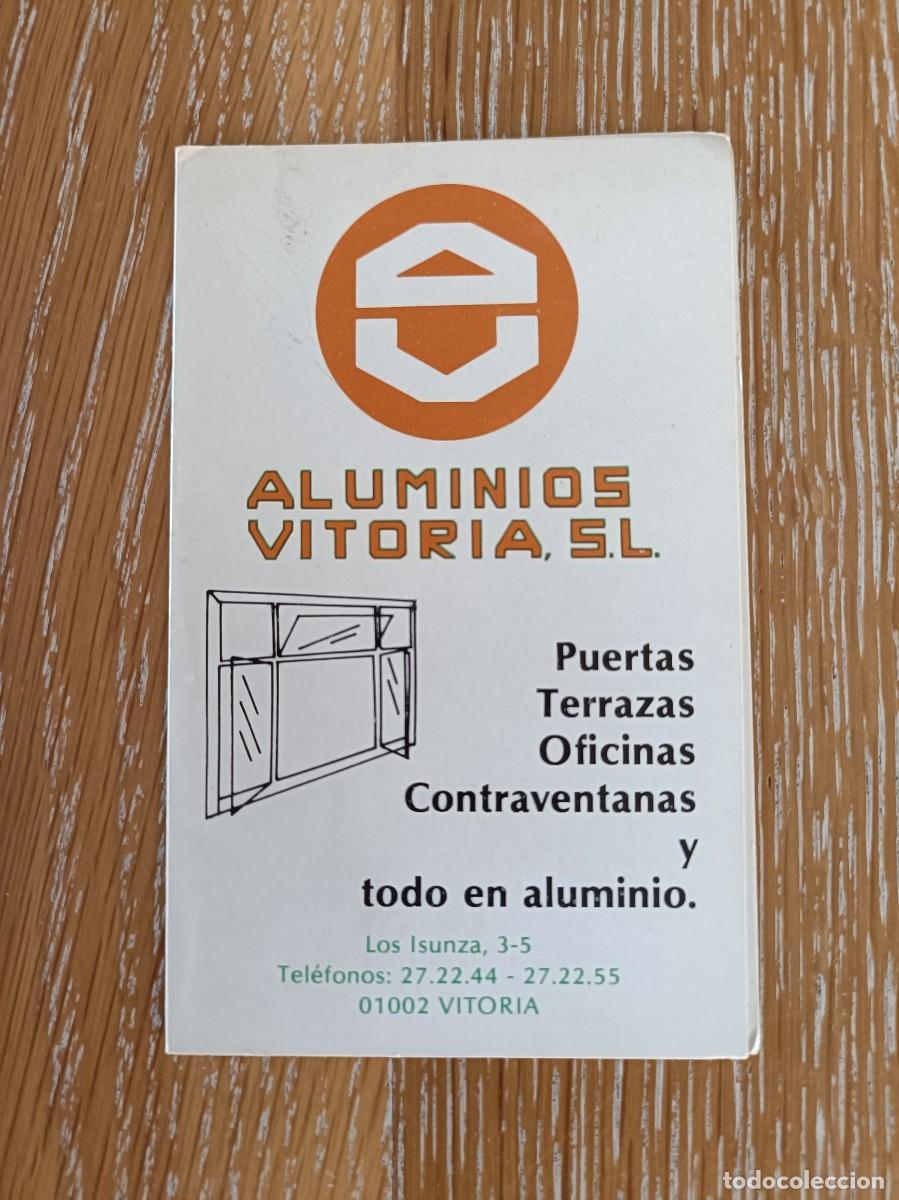 ALUMINIOS
VITORIA, S.L.
Puertas
Terrazas
Oficinas
Contraventanas
y
todo en aluminio.
Los Isunza, 3-5
Teléfonos: 27.22.44 - 27.22.55
01002 VITORIA
todocoleccion